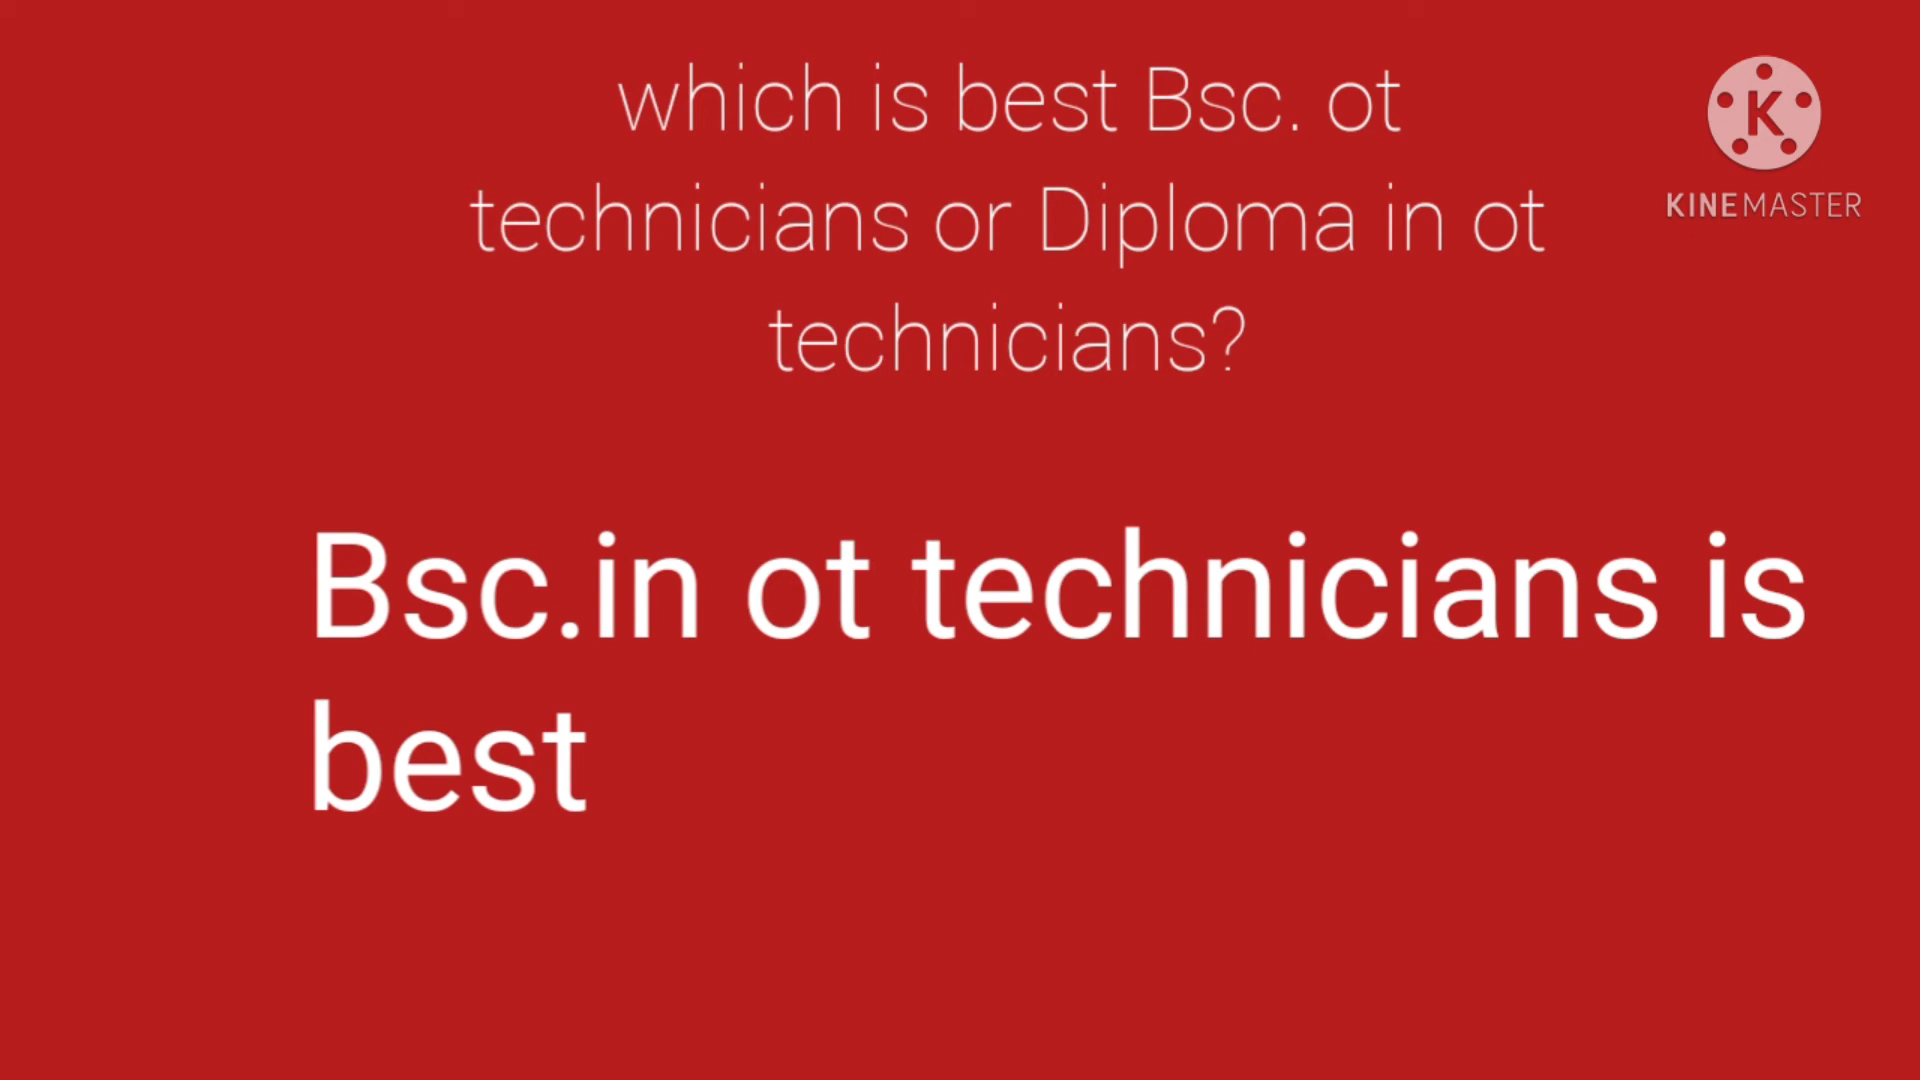 which is best Bsc. ot
technicians or Diploma in ot
technicians?
K
KINEMASTER
Bsc.in ot technicians is
best